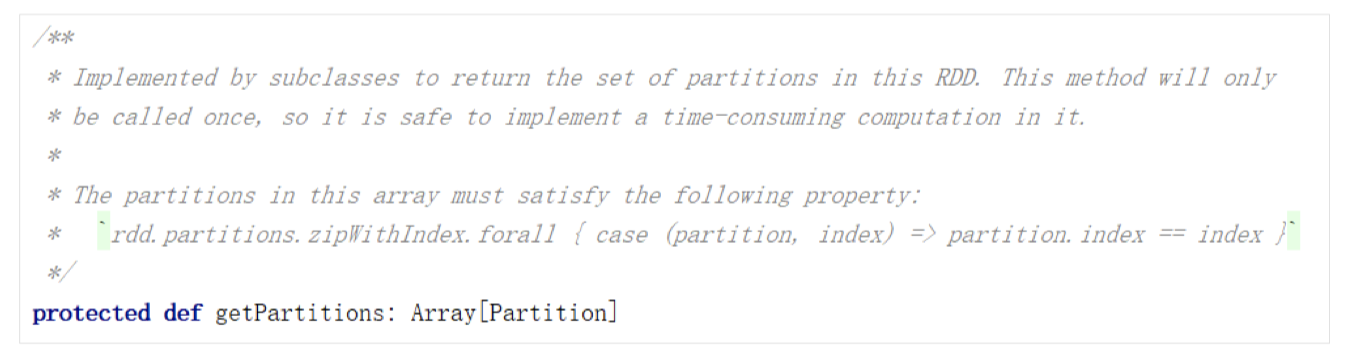 /**
 * Implemented by subclasses to return the set of partitions in this RDD. This method will only
 * be called once, so it is safe to implement a time-consuming computation in it.
 *
 * The partitions in this array must satisfy the following property:
 *   `rdd.partitions.zipWithIndex.forall { case (partition, index) => partition.index == index }`
 */
protected def getPartitions: Array[Partition]